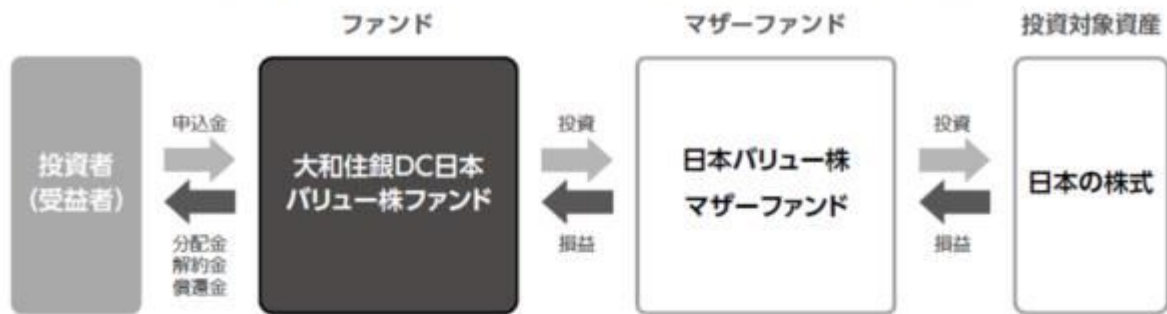 ファンド
マザーファンド
投資対象資産
投資者
(受益者)
申込金
分配金
解約金
償還金
大和住銀DC日本
バリュー株ファンド
投資
損益
日本バリュー株
マザーファンド
投資
損益
日本の株式